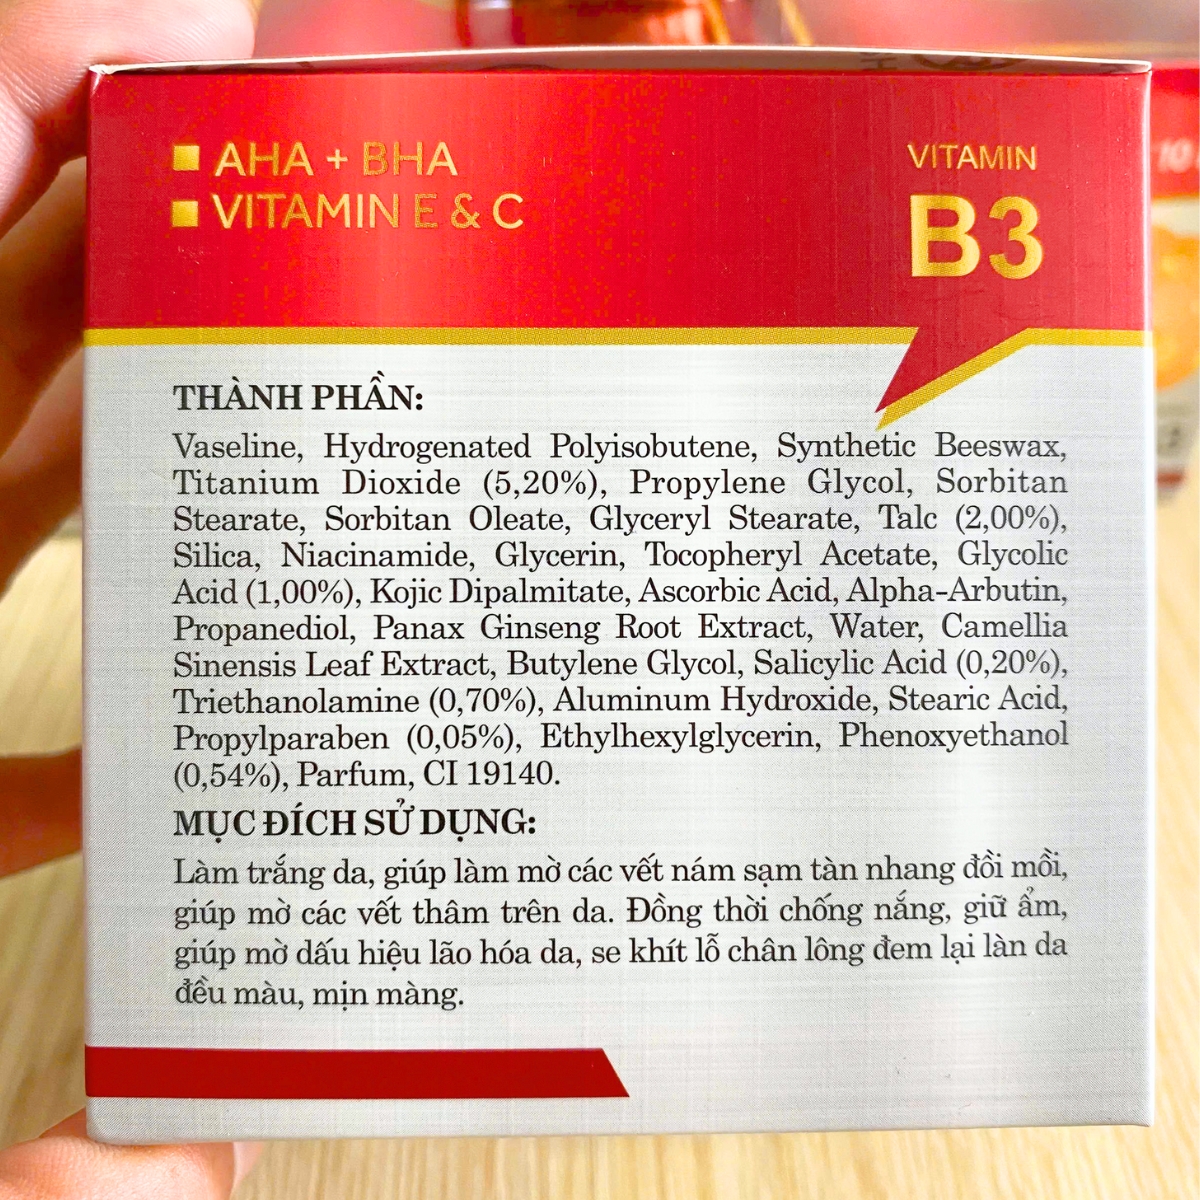 AHA + BHA
VITAMIN E & C
VITAMIN
B3
10
THÀNH PHẦN:
Vaseline, Hydrogenated Polyisobutene, Synthetic Beeswax,
Titanium Dioxide (5,20%), Propylene Glycol, Sorbitan
Stearate, Sorbitan Oleate, Glyceryl Stearate, Talc (2,00%),
Silica, Niacinamide, Glycerin, Tocopheryl Acetate, Glycolic
Acid (1,00%), Kojic Dipalmitate, Ascorbic Acid, Alpha-Arbutin,
Propanediol, Panax Ginseng Root Extract, Water, Camellia
Sinensis Leaf Extract, Butylene Glycol, Salicylic Acid (0,20%),
Triethanolamine (0,70%), Aluminum Hydroxide, Stearic Acid,
Propylparaben (0,05%), Ethylhexylglycerin, Phenoxyethanol
(0,54%), Parfum, CI 19140.
MỤC ĐÍCH SỬ DỤNG:
Làm trắng da, giúp làm mờ các vết nám sạm tàn nhang đồi mồi,
giúp mờ các vết thâm trên da. Đồng thời chống nắng, giữ ẩm,
giúp mờ dấu hiệu lão hóa da, se khít lỗ chân lông đem lại làn da
đều màu, mịn màng.